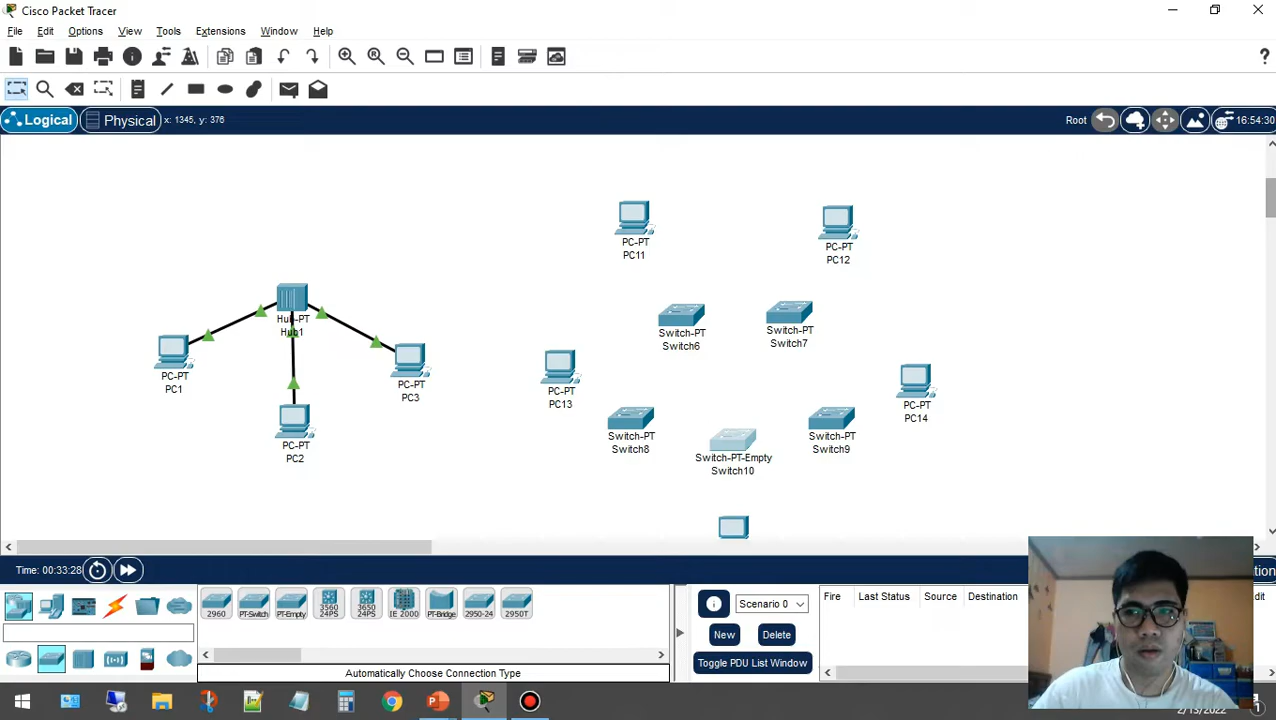 Cisco Packet Tracer
File Edit Options View Tools Extensions Window Help
Logical Physical x: 1345, y: 376 Root 16:54:30
PC-PT
PC11
PC-PT
PC12
Hub-PT
Hub1
Switch-PT
Switch6
Switch-PT
Switch7
PC-PT
PC1
PC-PT
PC3
PC-PT
PC13
PC-PT
PC14
PC-PT
PC2
Switch-PT
Switch8
Switch-PT-Empty
Switch10
Switch-PT
Switch9
Time: 00:33:28
2960 PT-Switch PT-Empty 3560 24PS 3650 24PS IE 2000 PT-Bridge 2950-24 2950T
Scenario 0
Fire Last Status Source Destination
New Delete
Toggle PDU List Window
Automatically Choose Connection Type
2/13/2022